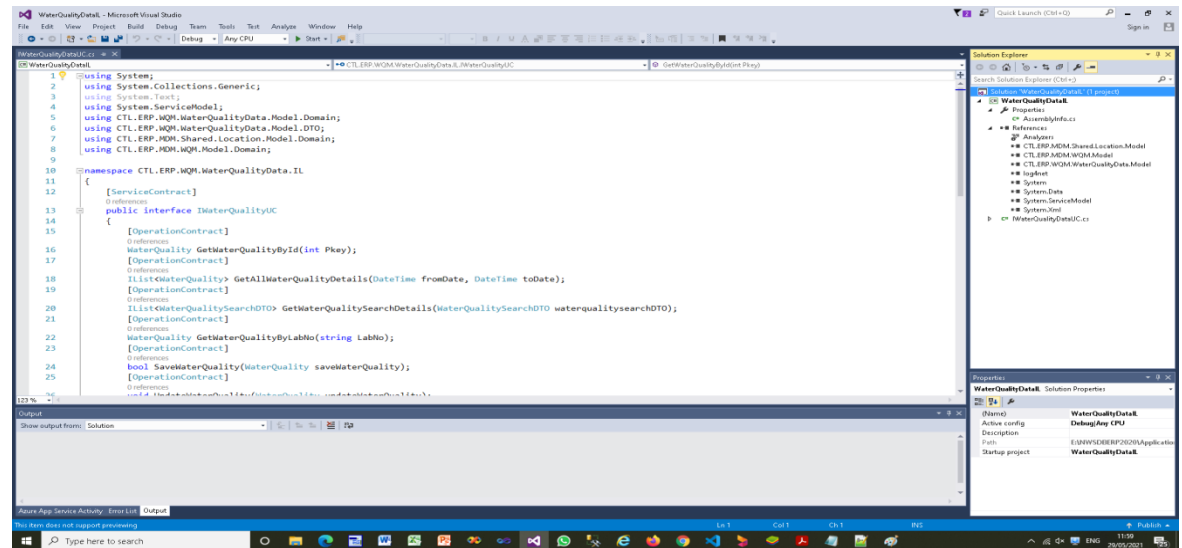 WaterQualityDataIL - Microsoft Visual Studio
Quick Launch (Ctrl+Q)
File Edit View Project Build Debug Team Tools Test Analyze Window Help
Sign in
Debug Any CPU Start
IWaterQualityDataUC.cs
WaterQualityDataIL
CTL.ERP.WQM.WaterQualityData.IL.IWaterQualityUC
GetWaterQualityById(int Pkey)
1 using System;
2 using System.Collections.Generic;
3 using System.Text;
4 using System.ServiceModel;
5 using CTL.ERP.WQM.WaterQualityData.Model.Domain;
6 using CTL.ERP.WQM.WaterQualityData.Model.DTO;
7 using CTL.ERP.MDM.Shared.Location.Model.Domain;
8 using CTL.ERP.MDM.WQM.Model.Domain;
9
10 namespace CTL.ERP.WQM.WaterQualityData.IL
11 {
12 [ServiceContract]
0 references
13 public interface IWaterQualityUC
14 {
15 [OperationContract]
0 references
16 WaterQuality GetWaterQualityById(int Pkey);
17 [OperationContract]
0 references
18 IList<WaterQuality> GetAllWaterQualityDetails(DateTime fromDate, DateTime toDate);
19 [OperationContract]
0 references
20 IList<WaterQualitySearchDTO> GetWaterQualitySearchDetails(WaterQualitySearchDTO waterqualitysearchDTO);
21 [OperationContract]
0 references
22 WaterQuality GetWaterQualityByLabNo(string LabNo);
23 [OperationContract]
0 references
24 bool SaveWaterQuality(WaterQuality saveWaterQuality);
25 [OperationContract]
0 references
26 void UpdateWaterQuality(WaterQuality updateWaterQuality);
123 %
Solution Explorer
Search Solution Explorer (Ctrl+;)
Solution 'WaterQualityDataIL' (1 project)
WaterQualityDataIL
Properties
AssemblyInfo.cs
References
Analyzers
CTL.ERP.MDM.Shared.Location.Model
CTL.ERP.MDM.WQM.Model
CTL.ERP.WQM.WaterQualityData.Model
log4net
System
System.Data
System.ServiceModel
System.Xml
IWaterQualityDataUC.cs
Properties
WaterQualityDataIL Solution Properties
(Name) WaterQualityDataIL
Active config Debug|Any CPU
Description
Path E:\NWSDBERP2020\Applicatio
Startup project WaterQualityDataIL
Output
Show output from: Solution
Azure App Service Activity Error List Output
This item does not support previewing
Ln 1 Col 1 Ch 1 INS
Publish
Type here to search
ENG
11:59
29/05/2021